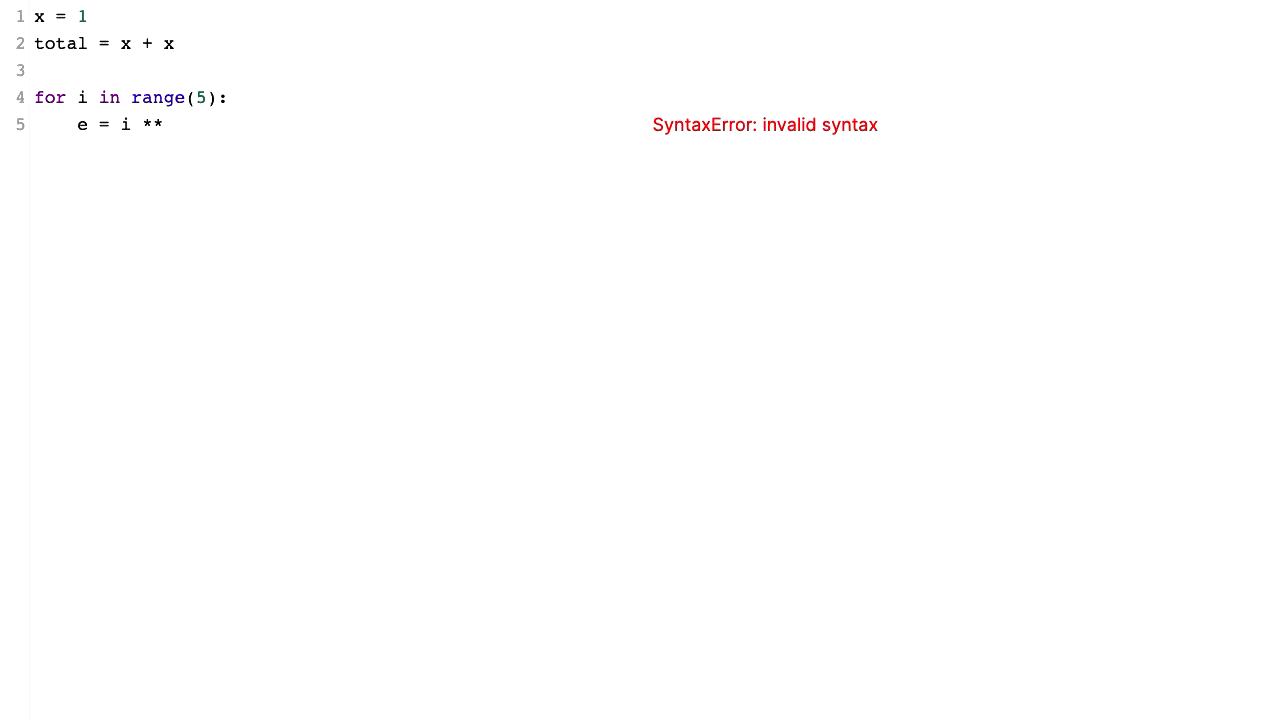 1 x = 1
2 total = x + x
3
4 for i in range(5):
5     e = i ** SyntaxError: invalid syntax